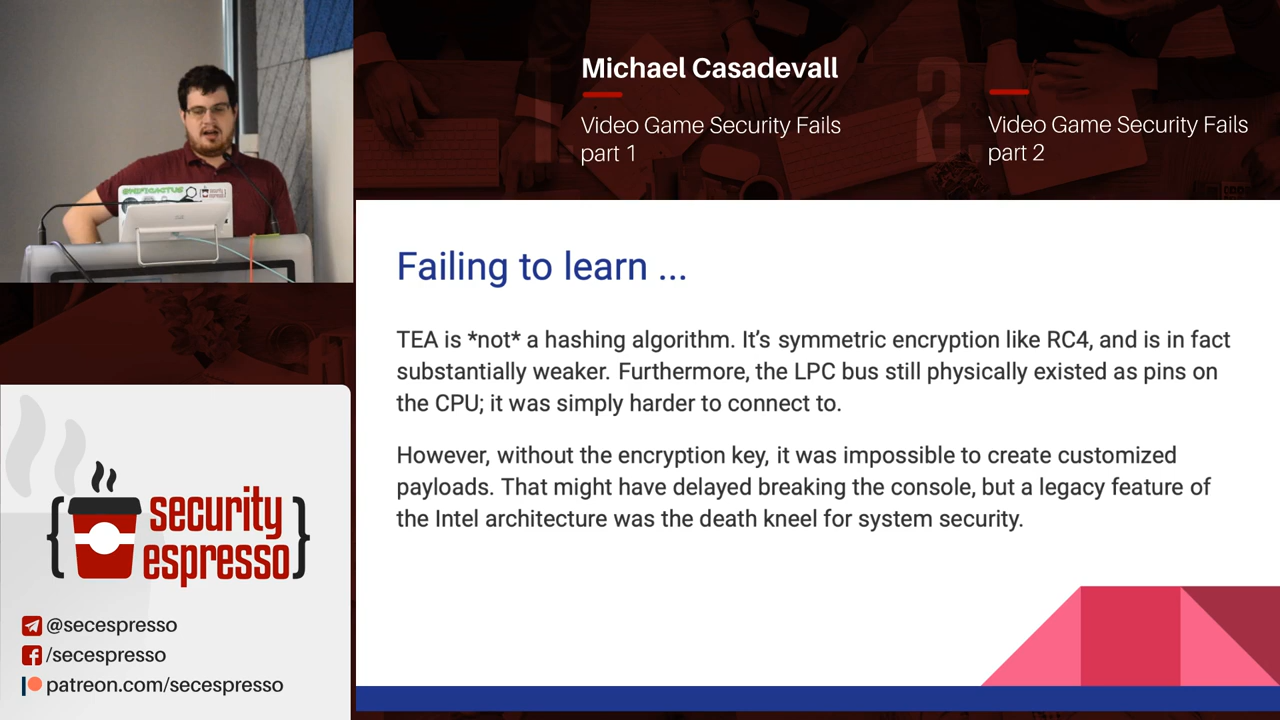 Michael Casadevall
1
Video Game Security Fails
part 1
2
Video Game Security Fails
part 2
security
espresso
Failing to learn ...
TEA is *not* a hashing algorithm. It’s symmetric encryption like RC4, and is in fact
substantially weaker. Furthermore, the LPC bus still physically existed as pins on
the CPU; it was simply harder to connect to.
However, without the encryption key, it was impossible to create customized
payloads. That might have delayed breaking the console, but a legacy feature of
the Intel architecture was the death kneel for system security.
{security
espresso}
@secespresso
/secespresso
patreon.com/secespresso